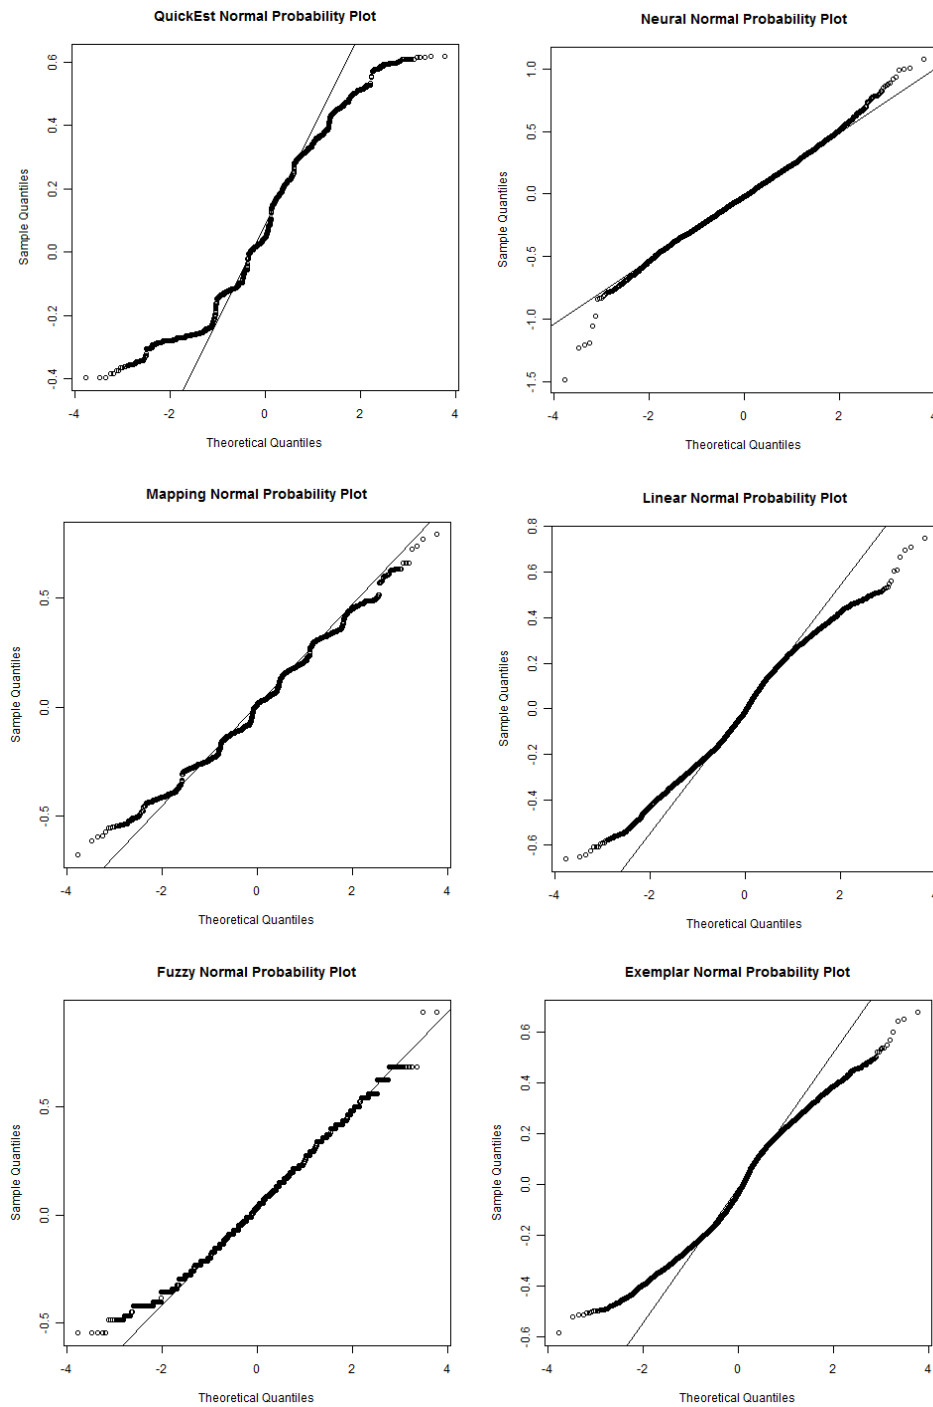 QuickEst Normal Probability Plot
Sample Quantiles
0.6
0.4
0.2
0.0
-0.2
-0.4
-4 -2 0 2 4
Theoretical Quantiles
Neural Normal Probability Plot
Sample Quantiles
1.0
0.5
0.0
-0.5
-1.0
-1.5
-4 -2 0 2 4
Theoretical Quantiles
Mapping Normal Probability Plot
Sample Quantiles
0.5
0.0
-0.5
-4 -2 0 2 4
Theoretical Quantiles
Linear Normal Probability Plot
Sample Quantiles
0.8
0.6
0.4
0.2
0.0
-0.2
-0.4
-0.6
-4 -2 0 2 4
Theoretical Quantiles
Fuzzy Normal Probability Plot
Sample Quantiles
0.5
0.0
-0.5
-4 -2 0 2 4
Theoretical Quantiles
Exemplar Normal Probability Plot
Sample Quantiles
0.6
0.4
0.2
0.0
-0.2
-0.4
-0.6
-4 -2 0 2 4
Theoretical Quantiles